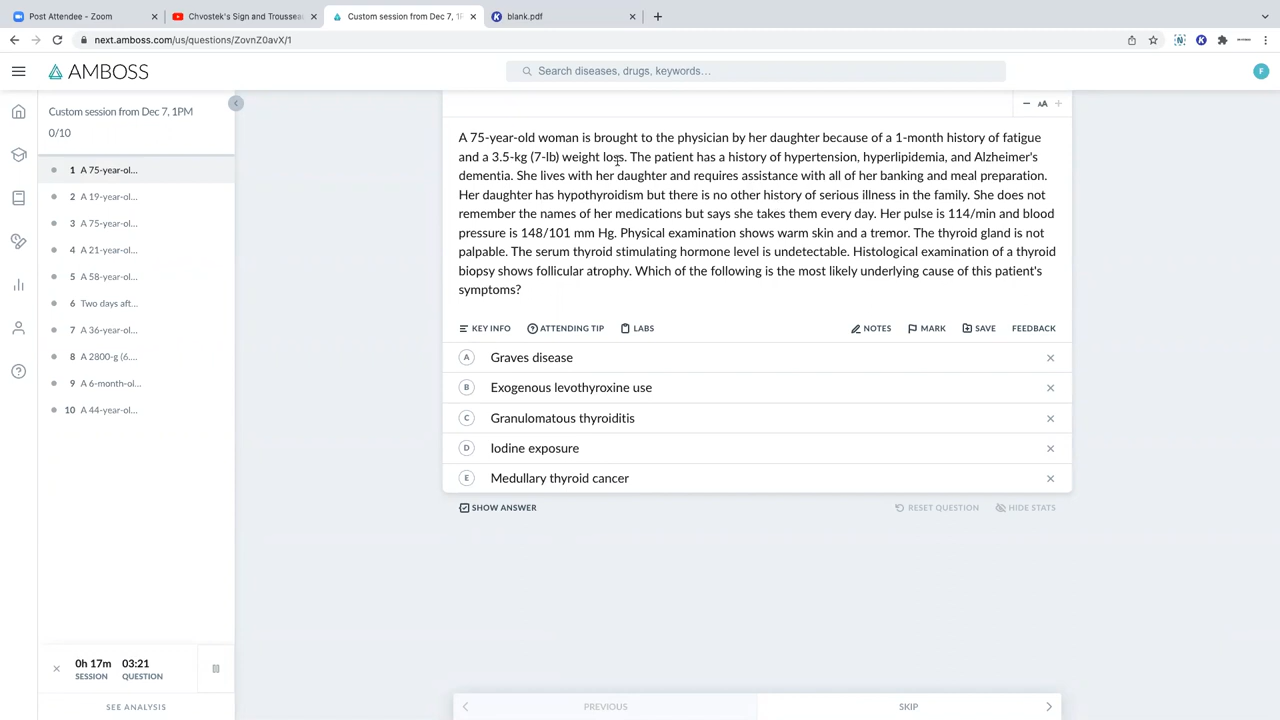 Post Attendee - Zoom
Chvostek's Sign and Trousseau
Custom session from Dec 7, 1P
blank.pdf
next.amboss.com/us/questions/ZovnZ0avX/1
AMBOSS
Search diseases, drugs, keywords...
F
Custom session from Dec 7, 1PM
0/10
1 A 75-year-ol...
2 A 19-year-ol...
3 A 75-year-ol...
4 A 21-year-ol...
5 A 58-year-ol...
6 Two days aft...
7 A 36-year-ol...
8 A 2800-g (6....
9 A 6-month-ol...
10 A 44-year-ol...
0h 17m 03:21
SESSION QUESTION
SEE ANALYSIS
AA
A 75-year-old woman is brought to the physician by her daughter because of a 1-month history of fatigue
and a 3.5-kg (7-lb) weight loss. The patient has a history of hypertension, hyperlipidemia, and Alzheimer's
dementia. She lives with her daughter and requires assistance with all of her banking and meal preparation.
Her daughter has hypothyroidism but there is no other history of serious illness in the family. She does not
remember the names of her medications but says she takes them every day. Her pulse is 114/min and blood
pressure is 148/101 mm Hg. Physical examination shows warm skin and a tremor. The thyroid gland is not
palpable. The serum thyroid stimulating hormone level is undetectable. Histological examination of a thyroid
biopsy shows follicular atrophy. Which of the following is the most likely underlying cause of this patient's
symptoms?
KEY INFO ATTENDING TIP LABS NOTES MARK SAVE FEEDBACK
A Graves disease
B Exogenous levothyroxine use
C Granulomatous thyroiditis
D Iodine exposure
E Medullary thyroid cancer
SHOW ANSWER RESET QUESTION HIDE STATS
PREVIOUS SKIP